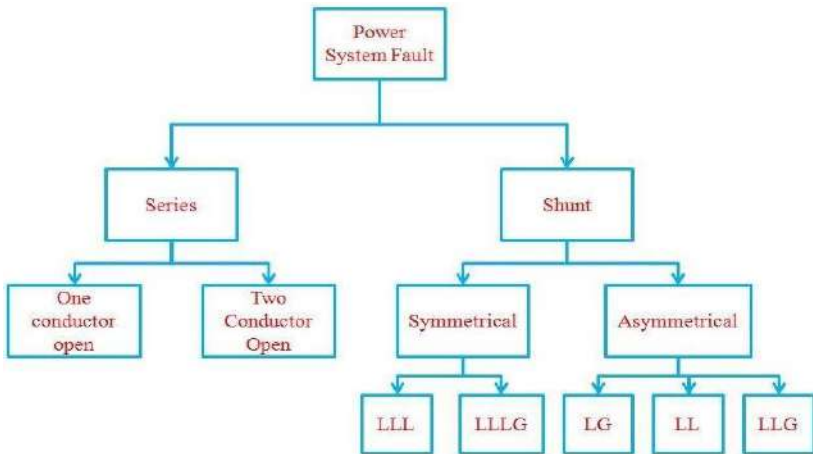 Power
System Fault
Series
Shunt
One
conductor
open
Two
Conductor
Open
Symmetrical
Asymmetrical
LLL
LLLG
LG
LL
LLG